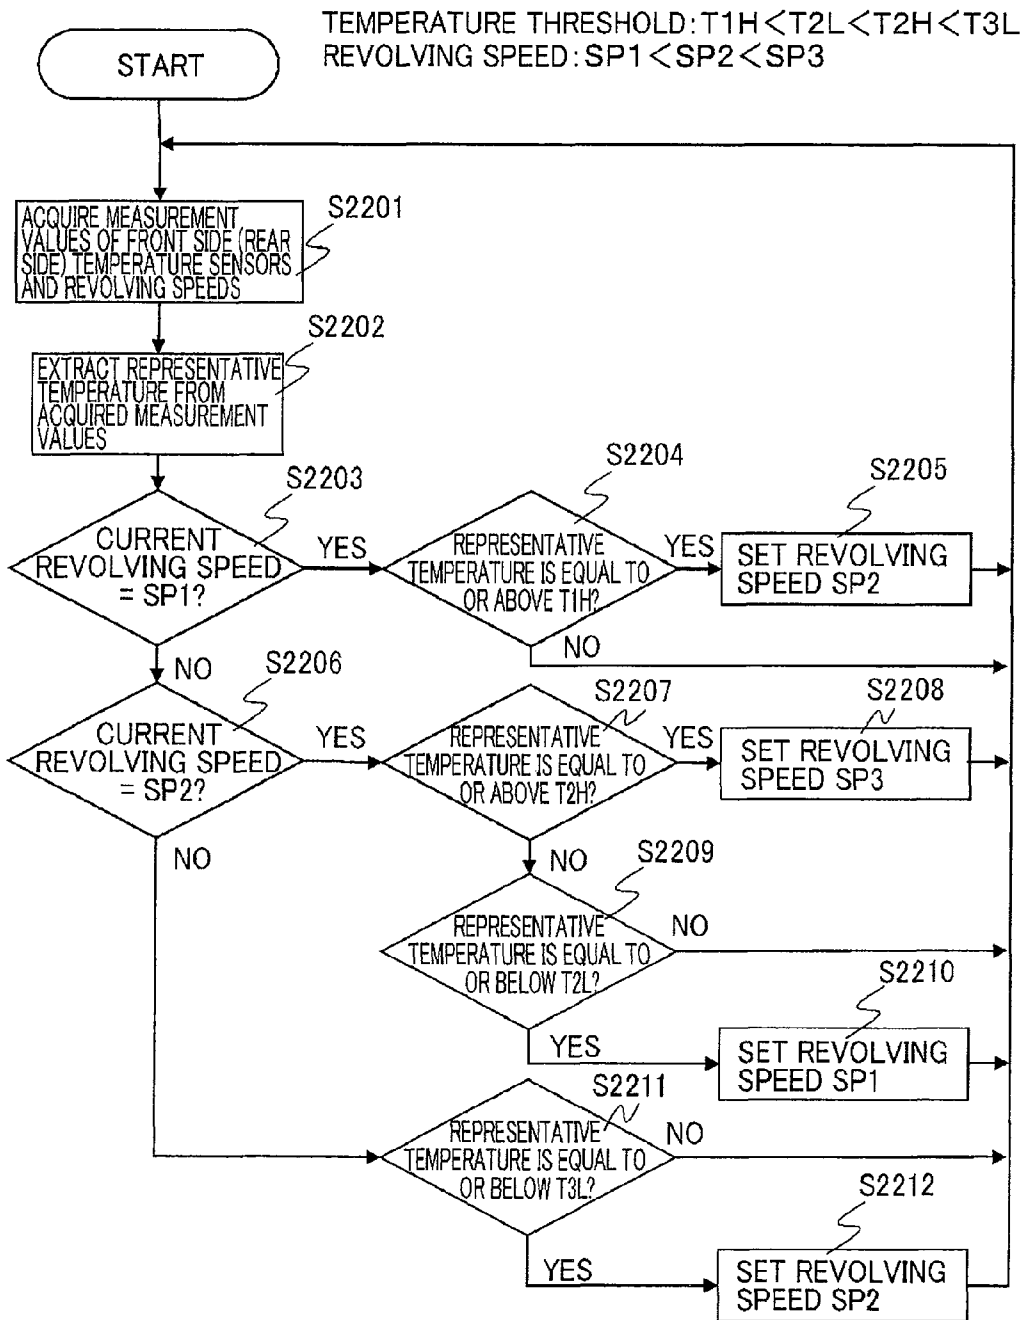 TEMPERATURE THRESHOLD:T1H<T2L<T2H<T3L
REVOLVING SPEED:SP1<SP2<SP3
START
S2201
ACQUIRE MEASUREMENT
VALUES OF FRONT SIDE (REAR
SIDE) TEMPERATURE SENSORS
AND REVOLVING SPEEDS
S2202
EXTRACT REPRESENTATIVE
TEMPERATURE FROM
ACQUIRED MEASUREMENT
VALUES
S2203
CURRENT
REVOLVING SPEED
= SP1?
YES
NO
S2204
REPRESENTATIVE
TEMPERATURE IS EQUAL TO
OR ABOVE T1H?
YES
NO
S2205
SET REVOLVING
SPEED SP2
S2206
CURRENT
REVOLVING SPEED
= SP2?
YES
NO
S2207
REPRESENTATIVE
TEMPERATURE IS EQUAL TO
OR ABOVE T2H?
YES
NO
S2208
SET REVOLVING
SPEED SP3
S2209
REPRESENTATIVE
TEMPERATURE IS EQUAL TO
OR BELOW T2L?
NO
YES
S2210
SET REVOLVING
SPEED SP1
S2211
REPRESENTATIVE
TEMPERATURE IS EQUAL TO
OR BELOW T3L?
NO
YES
S2212
SET REVOLVING
SPEED SP2